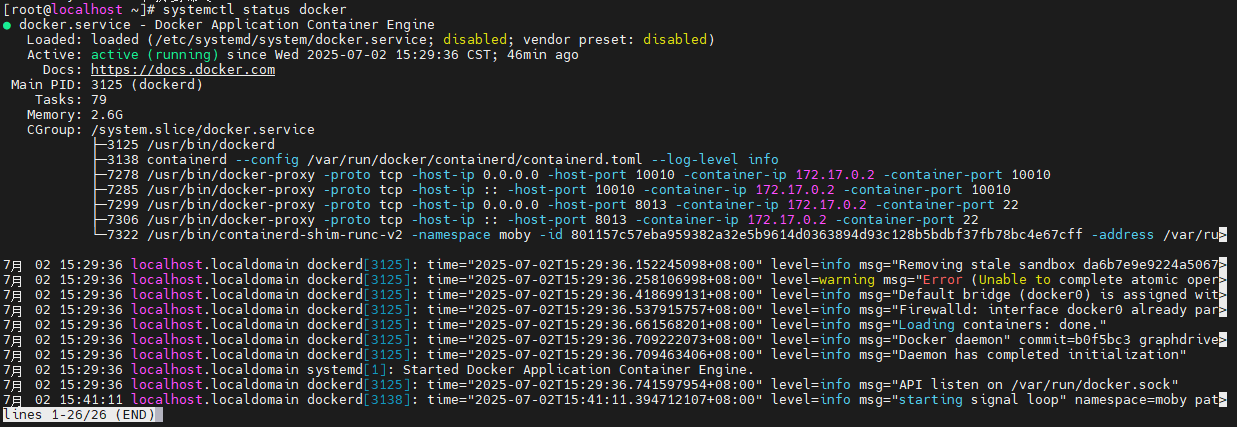 [root@localhost ~]# systemctl status docker
● docker.service - Docker Application Container Engine
   Loaded: loaded (/etc/systemd/system/docker.service; disabled; vendor preset: disabled)
   Active: active (running) since Wed 2025-07-02 15:29:36 CST; 46min ago
     Docs: https://docs.docker.com
 Main PID: 3125 (dockerd)
    Tasks: 79
   Memory: 2.6G
   CGroup: /system.slice/docker.service
           ├─3125 /usr/bin/dockerd
           ├─3138 containerd --config /var/run/docker/containerd/containerd.toml --log-level info
           ├─7278 /usr/bin/docker-proxy -proto tcp -host-ip 0.0.0.0 -host-port 10010 -container-ip 172.17.0.2 -container-port 10010
           ├─7285 /usr/bin/docker-proxy -proto tcp -host-ip :: -host-port 10010 -container-ip 172.17.0.2 -container-port 10010
           ├─7299 /usr/bin/docker-proxy -proto tcp -host-ip 0.0.0.0 -host-port 8013 -container-ip 172.17.0.2 -container-port 22
           ├─7306 /usr/bin/docker-proxy -proto tcp -host-ip :: -host-port 8013 -container-ip 172.17.0.2 -container-port 22
           └─7322 /usr/bin/containerd-shim-runc-v2 -namespace moby -id 801157c57eba959382a32e5b9614d0363894d93c128b5bdbf37fb78bc4e67cff -address /var/ru>
7月 02 15:29:36 localhost.localdomain dockerd[3125]: time="2025-07-02T15:29:36.152245098+08:00" level=info msg="Removing stale sandbox da6b7e9e9224a5067>
7月 02 15:29:36 localhost.localdomain dockerd[3125]: time="2025-07-02T15:29:36.258106998+08:00" level=warning msg="Error (Unable to complete atomic oper>
7月 02 15:29:36 localhost.localdomain dockerd[3125]: time="2025-07-02T15:29:36.418699131+08:00" level=info msg="Default bridge (docker0) is assigned wit>
7月 02 15:29:36 localhost.localdomain dockerd[3125]: time="2025-07-02T15:29:36.537915757+08:00" level=info msg="Firewalld: interface docker0 already par>
7月 02 15:29:36 localhost.localdomain dockerd[3125]: time="2025-07-02T15:29:36.661568201+08:00" level=info msg="Loading containers: done."
7月 02 15:29:36 localhost.localdomain dockerd[3125]: time="2025-07-02T15:29:36.709222073+08:00" level=info msg="Docker daemon" commit=b0f5bc3 graphdrive>
7月 02 15:29:36 localhost.localdomain dockerd[3125]: time="2025-07-02T15:29:36.709463406+08:00" level=info msg="Daemon has completed initialization"
7月 02 15:29:36 localhost.localdomain systemd[1]: Started Docker Application Container Engine.
7月 02 15:29:36 localhost.localdomain dockerd[3125]: time="2025-07-02T15:29:36.741597954+08:00" level=info msg="API listen on /var/run/docker.sock"
7月 02 15:41:11 localhost.localdomain dockerd[3138]: time="2025-07-02T15:41:11.394712107+08:00" level=info msg="starting signal loop" namespace=moby pat>
lines 1-26/26 (END)